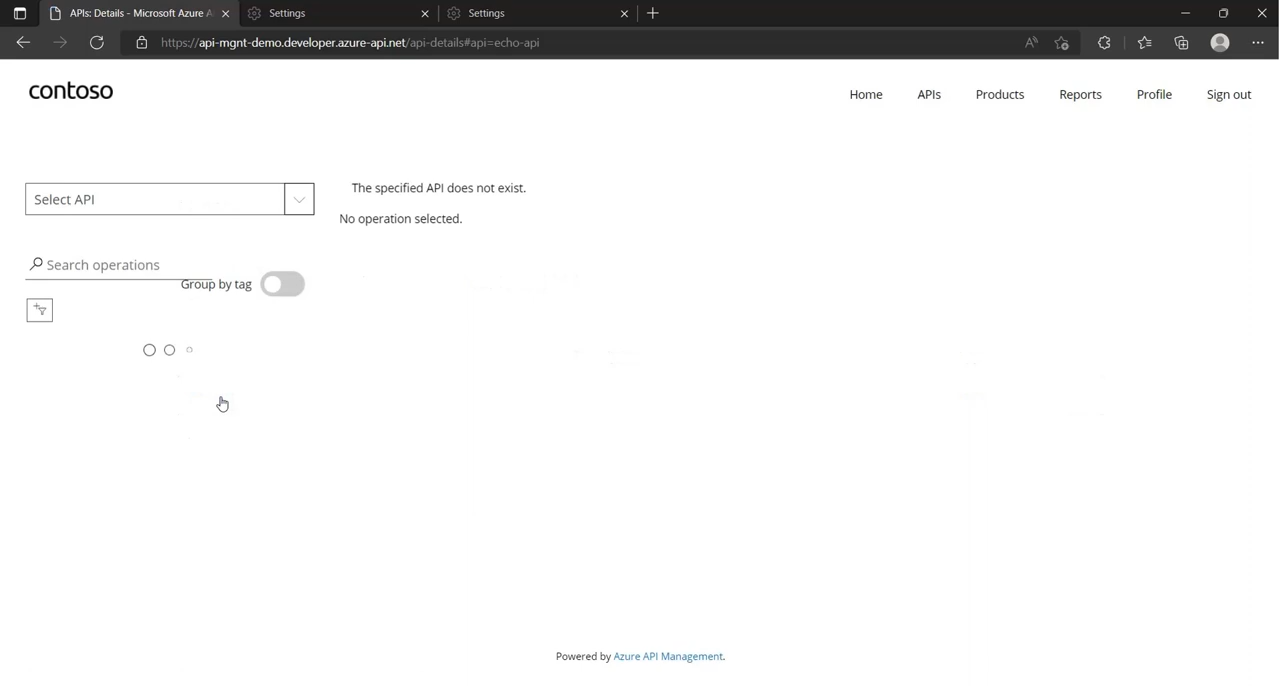 APIs: Details - Microsoft Azure A
Settings
Settings
https://api-mgnt-demo.developer.azure-api.net/api-details#api=echo-api
contoso
Home
APIs
Products
Reports
Profile
Sign out
Select API
The specified API does not exist.
No operation selected.
Search operations
Group by tag
Powered by Azure API Management.